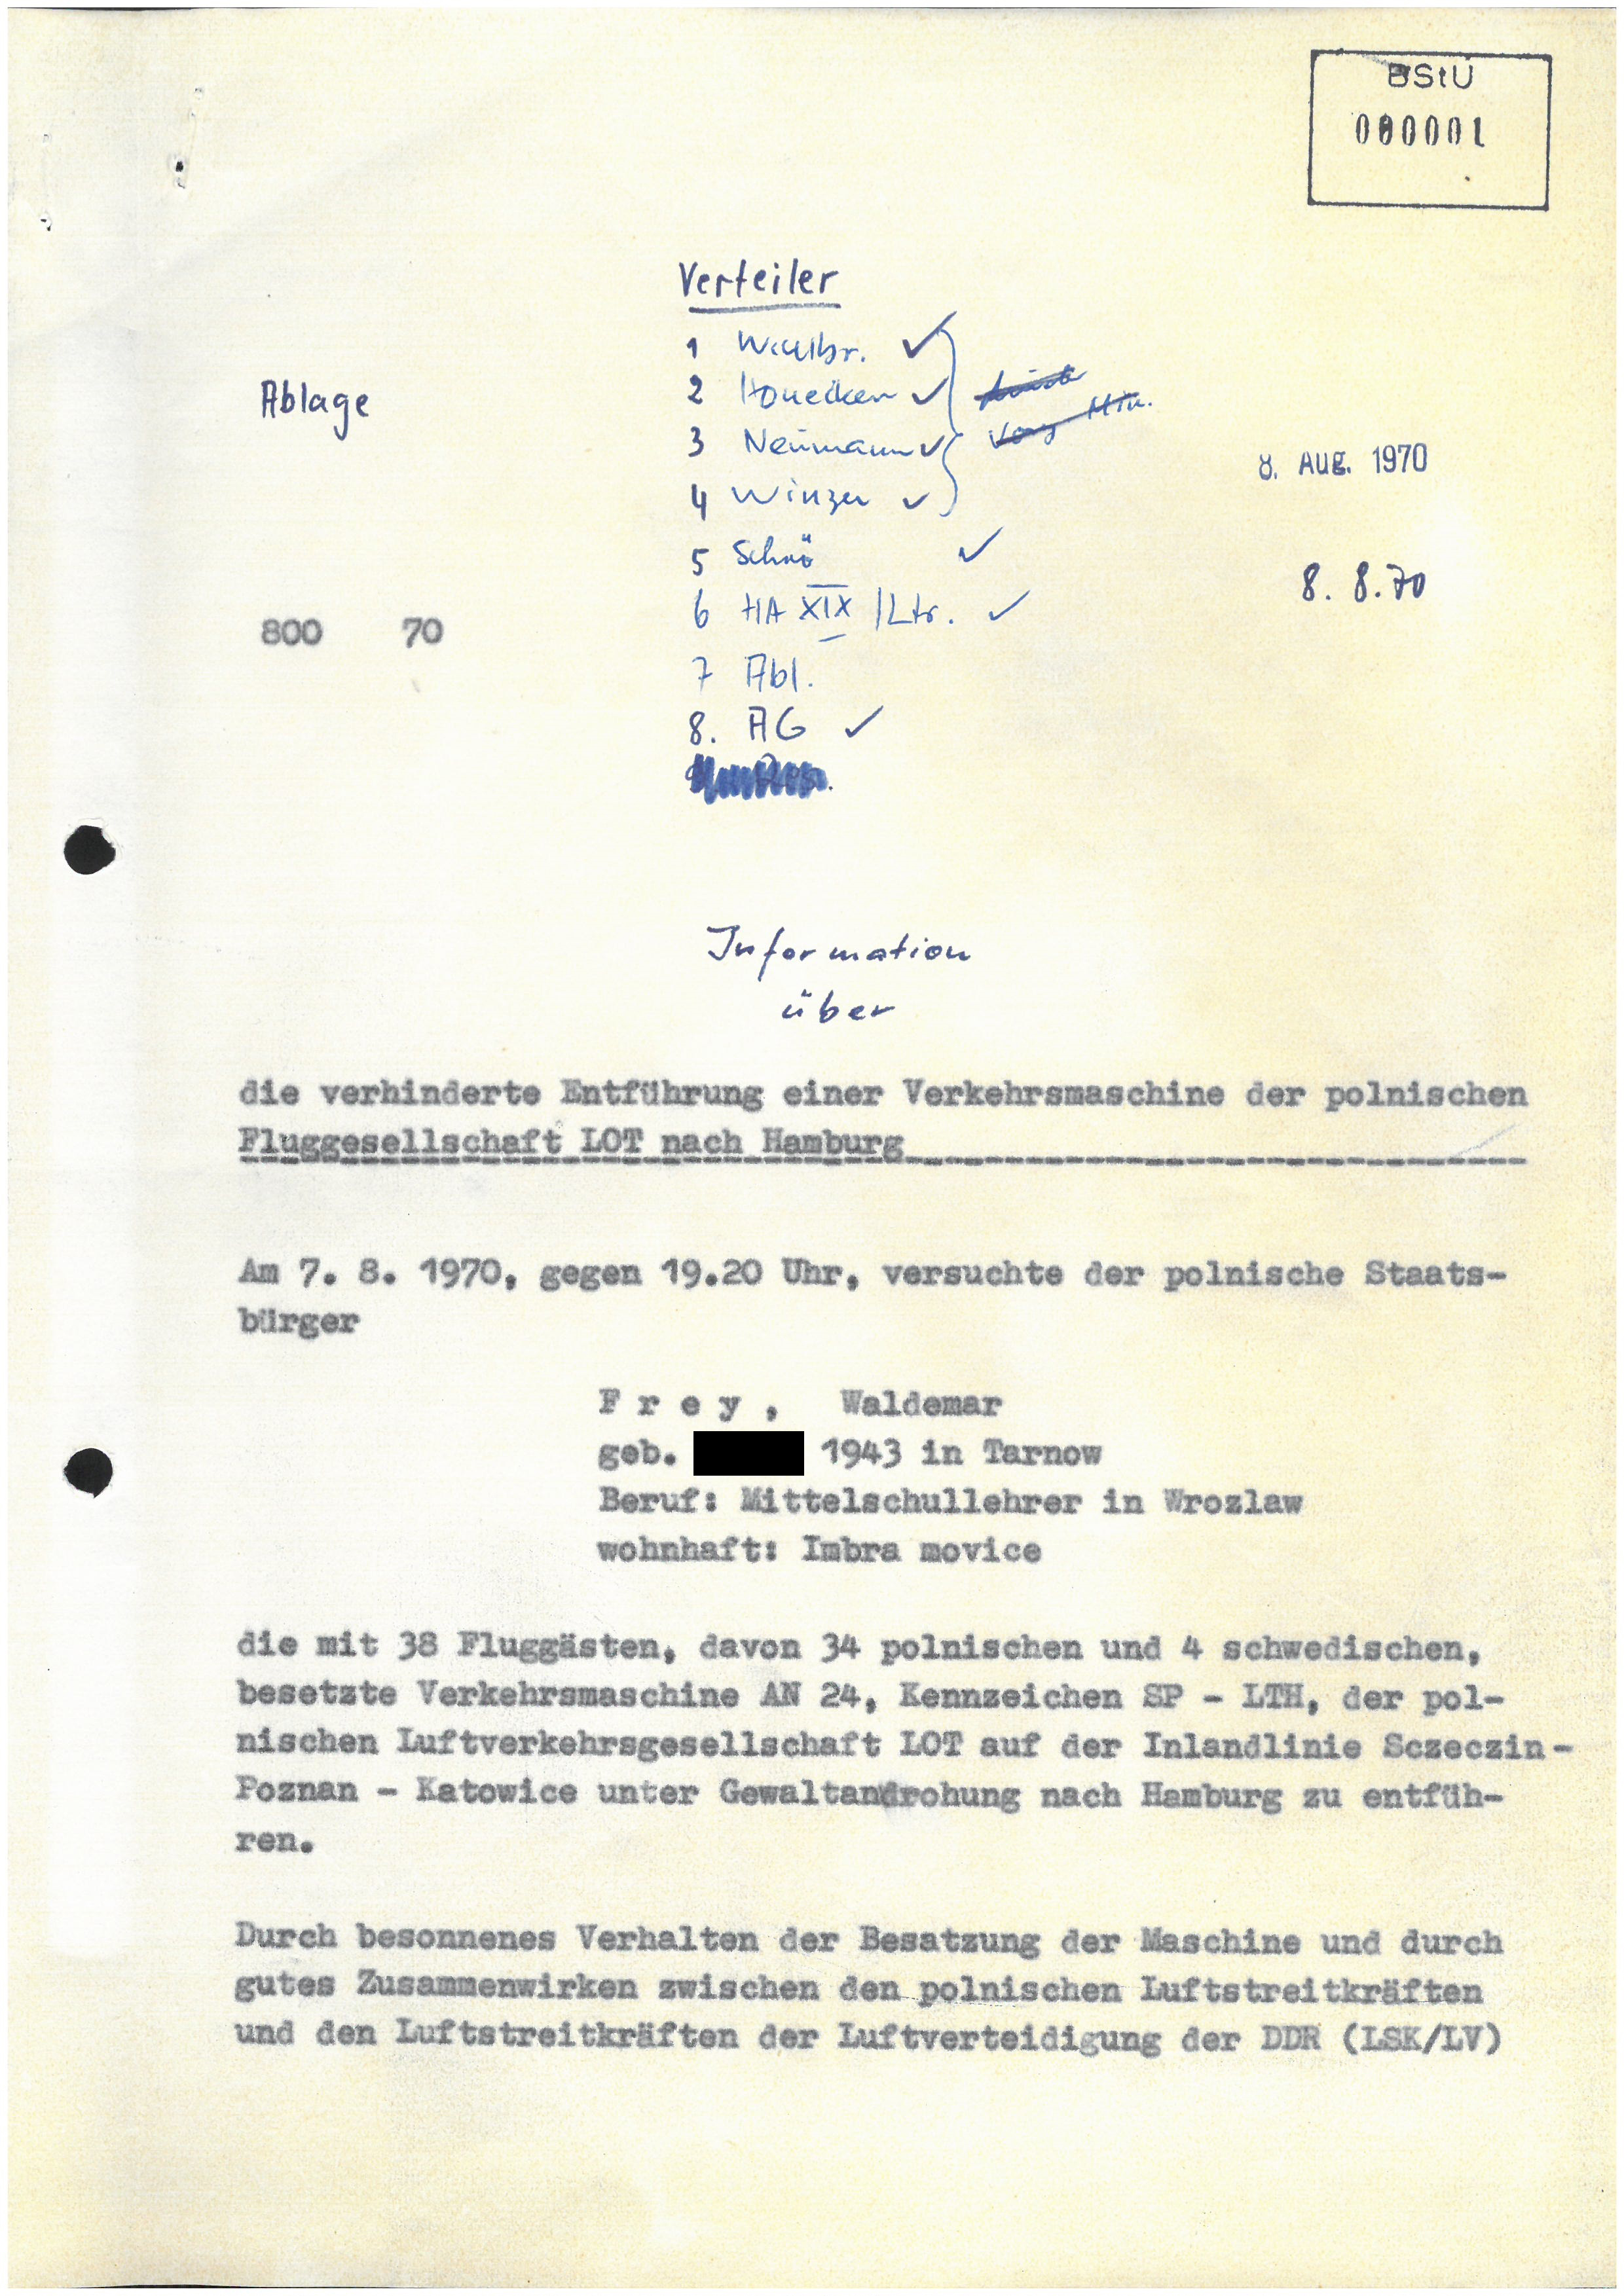 BStU
000001
Verteiler
1 Willibr.
2 Honecker
3 Neumann
4 Winzer
Ablage
8. AUG. 1970
5 Schrö
8. 8. 70
6 HA XIX / Ltr.
800 70
7 Abl.
8. AG
Information
über
die verhinderte Entführung einer Verkehrsmaschine der polnischen
Fluggesellschaft LOT nach Hamburg
Am 7. 8. 1970, gegen 19.20 Uhr, versuchte der polnische Staats-
bürger
F r e y , Waldemar
geb. 1943 in Tarnow
Beruf: Mittelschullehrer in Wrozlaw
wohnhaft: Imbra movice
die mit 38 Fluggästen, davon 34 polnischen und 4 schwedischen,
besetzte Verkehrsmaschine AN 24, Kennzeichen SP - LTH, der pol-
nischen Luftverkehrsgesellschaft LOT auf der Inlandlinie Sczeczin-
Poznan - Katowice unter Gewaltandrohung nach Hamburg zu entfüh-
ren.
Durch besonnenes Verhalten der Besatzung der Maschine und durch
gutes Zusammenwirken zwischen den polnischen Luftstreitkräften
und den Luftstreitkräften der Luftverteidigung der DDR (LSK/LV)